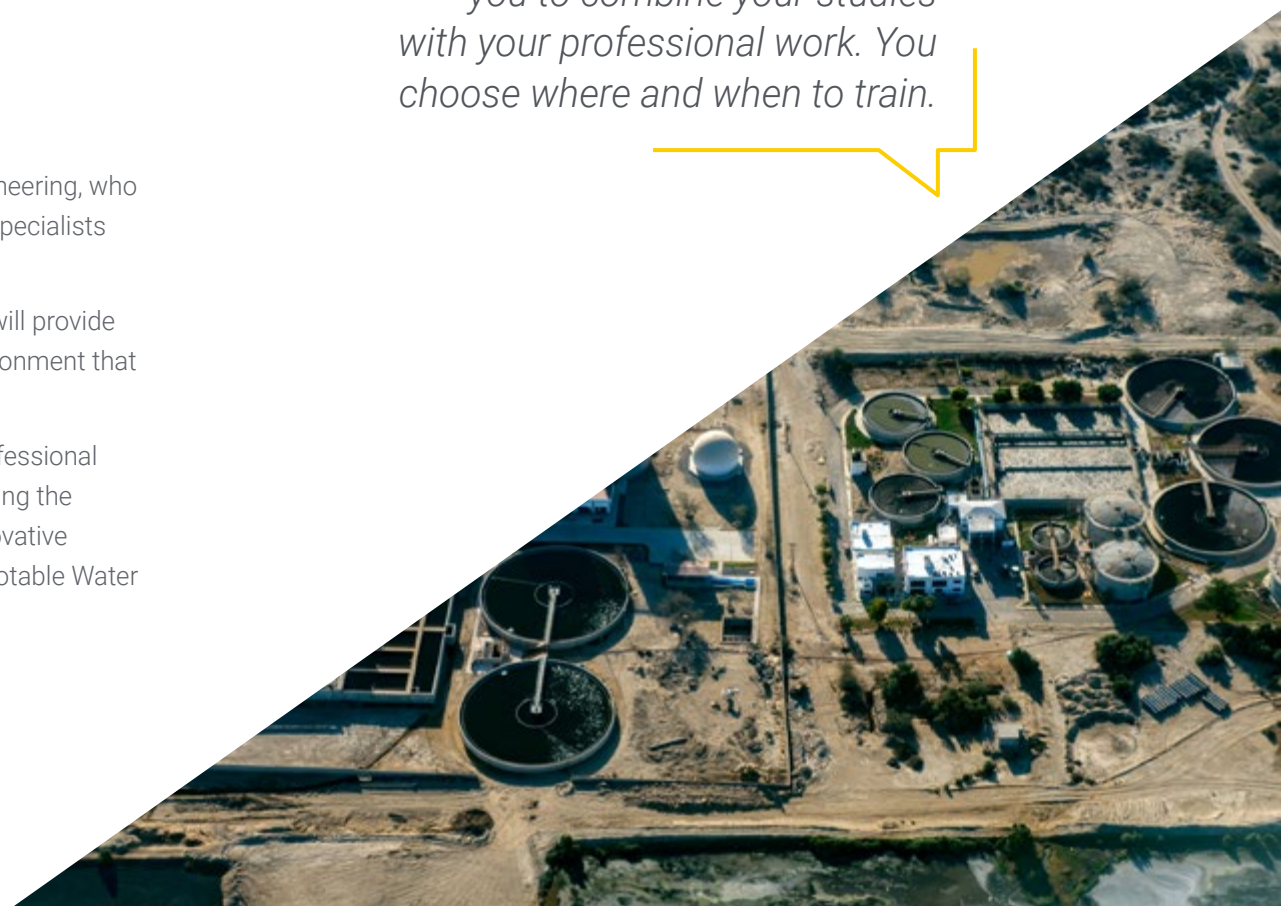 you to combine your studies
with your professional work. You
choose where and when to train.
neering, who
pecialists
will provide
onment that
fessional
ng the
ovative
otable Water